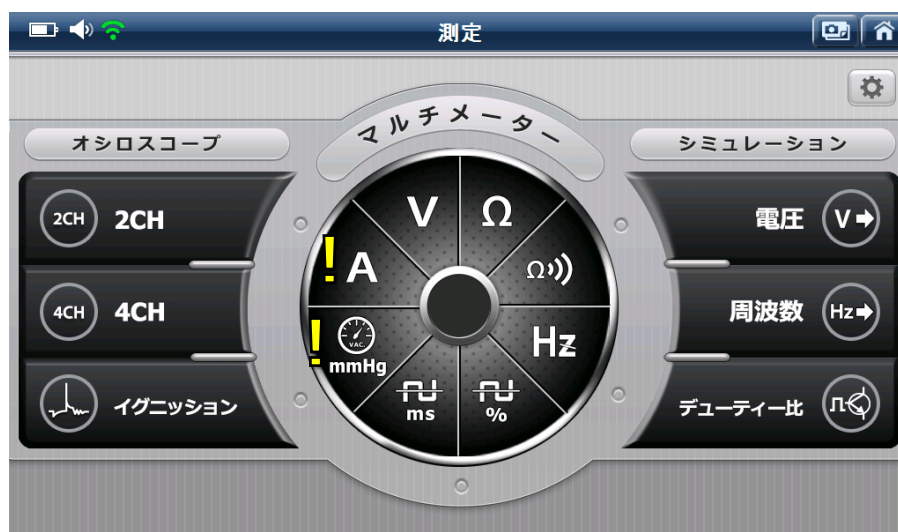 測定
マルチメーター
オシロスコープ
シミュレーション
2CH 2CH
4CH 4CH
イグニッション
V
Ω
! A
Ω
! VAC.
mmHg
Hz
ms
%
電圧 V
周波数 Hz
デューティー比